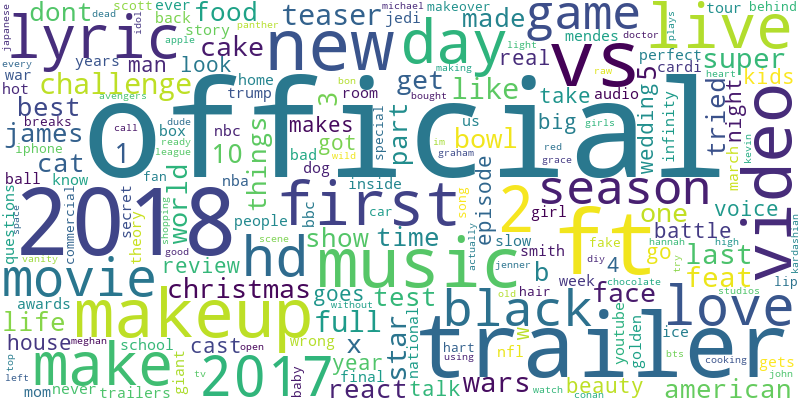 official
2018
trailer
music
video
makeup
new
ft
vs
first
lyric
black
make
movie
live
day
game
2017
hd
love
season
2
food
teaser
made
super
dont
cake
challenge
best
james
cat
man
look
get
like
part
real
big
take
tried
night
wedding
5
kids
bowl
episode
one
last
feat
battle
voice
go
show
time
things
world
10
got
3
1
star
full
life
house
christmas
test
react
wars
talk
beauty
american
face
b
w
x
cast
review
year
goes
trailers
mom
never
school
awards
giant
wrong
final
national
hart
nfl
hair
week
smith
slow
girl
fake
4
diy
youtube
golden
ice
gets
lip
hannah
high
try
kardashian
john
bts
cooking
studios
chocolate
old
without
jenner
actually
song
scene
people
bbc
car
inside
dog
bad
makes
special
us
room
trump
nbc
nba
box
home
story
back
ever
scott
dead
idol
japanese
every
war
hot
years
breaks
iphone
ball
know
questions
space
commercial
secret
theory
fan
call
dude
ready
league
avengers
apple
panther
michael
makeover
jedi
light
making
bon
bought
wild
im
graham
raw
girls
red
grace
audio
mendes
perfect
cardi
tour
behind
doctor
plays
heart
infinity
march
kevin
shopping
good
vanity
meghan
open
top
left
tv
baby
using
watch
conan